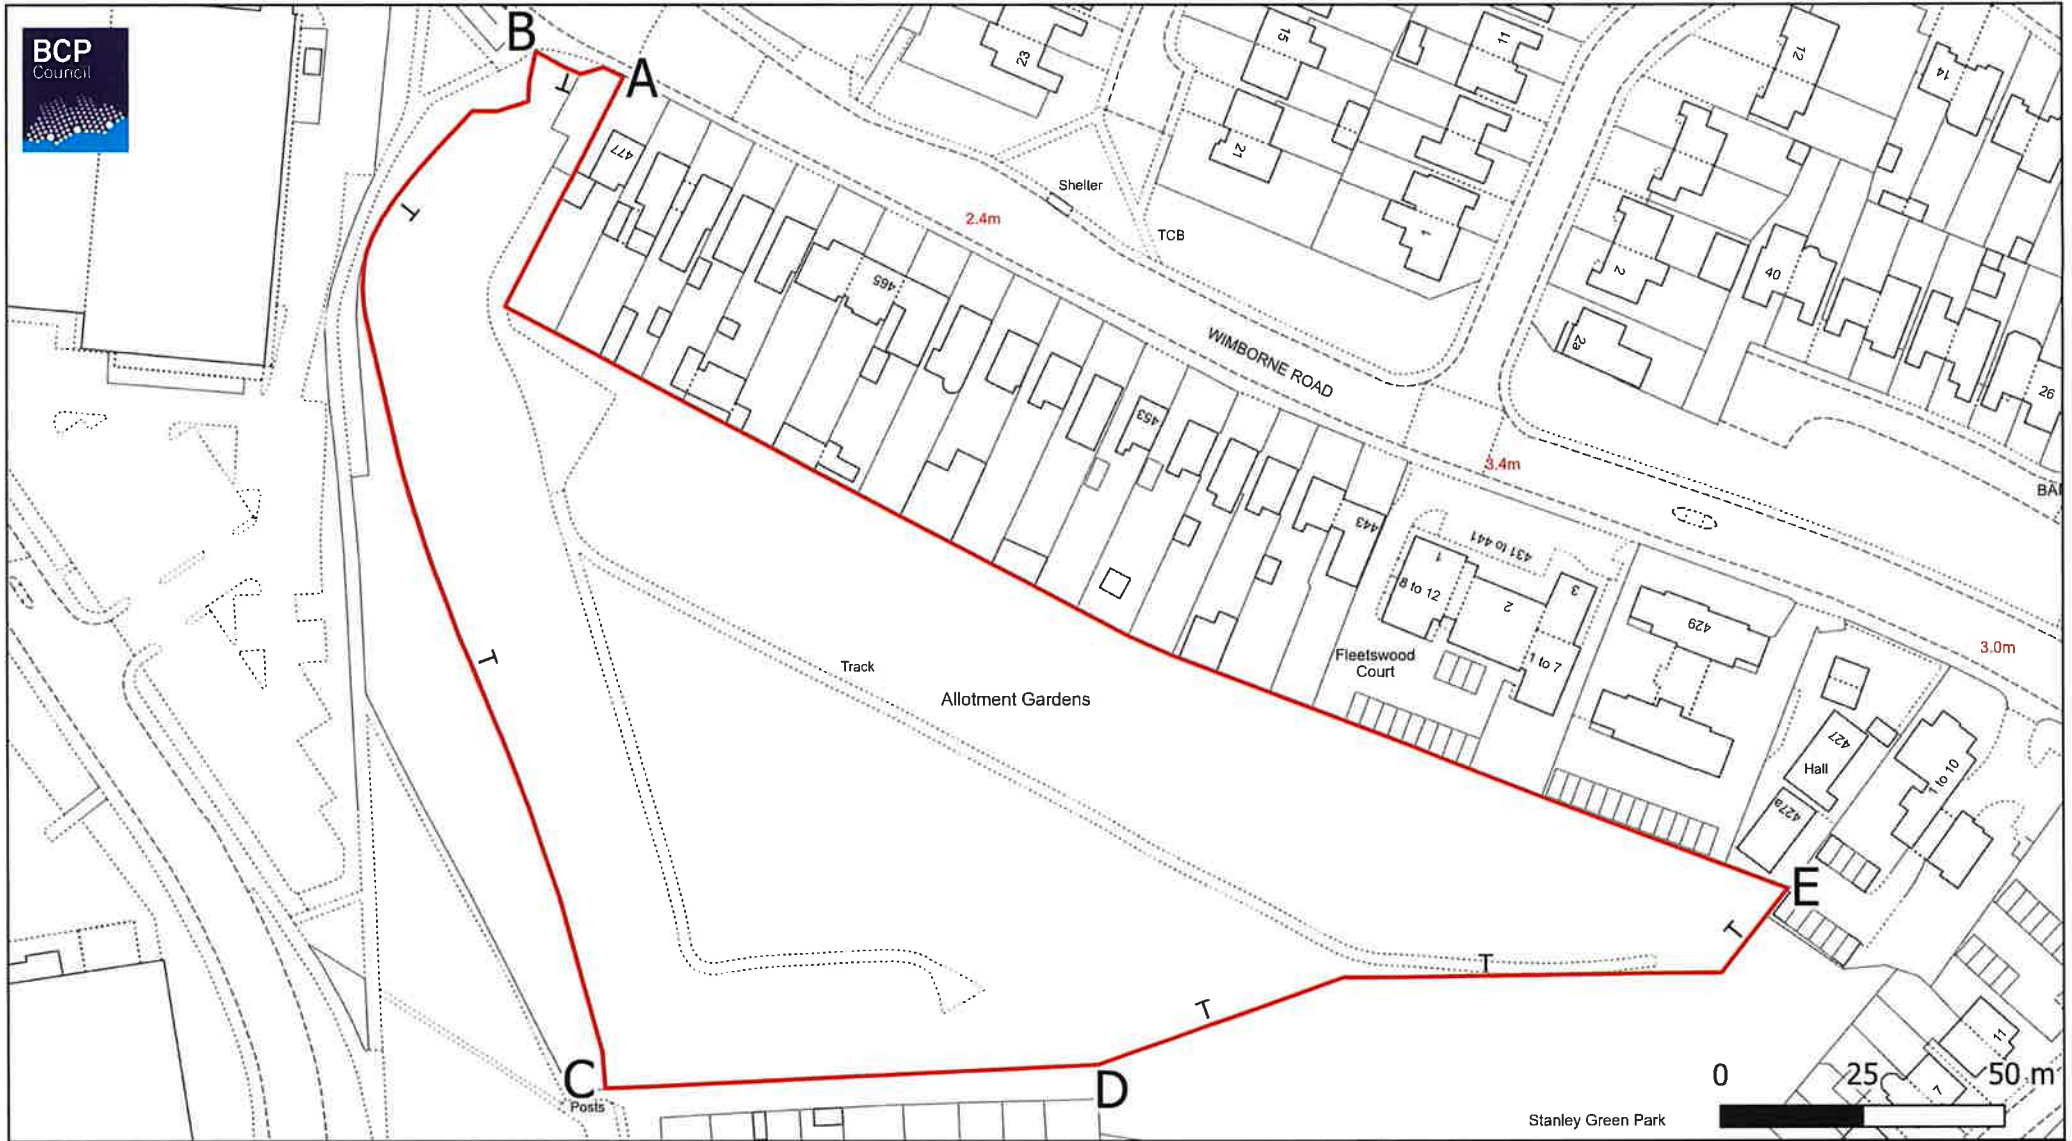 BCP
Council
B
A
23
15
11
12
14
477
21
Shelter
2.4m
TCB
1
2
40
465
2a
26
WIMBORNE ROAD
453
3.4m
BA
443
431 to 441
1
8 to 12
2
3
429
3.0m
Fleetswood
Court
1 to 7
Track
Allotment Gardens
427
Hall
1 to 10
427a
E
T
T
T
T
T
T
C
Posts
D
11
7
0 25 50 m
Stanley Green Park